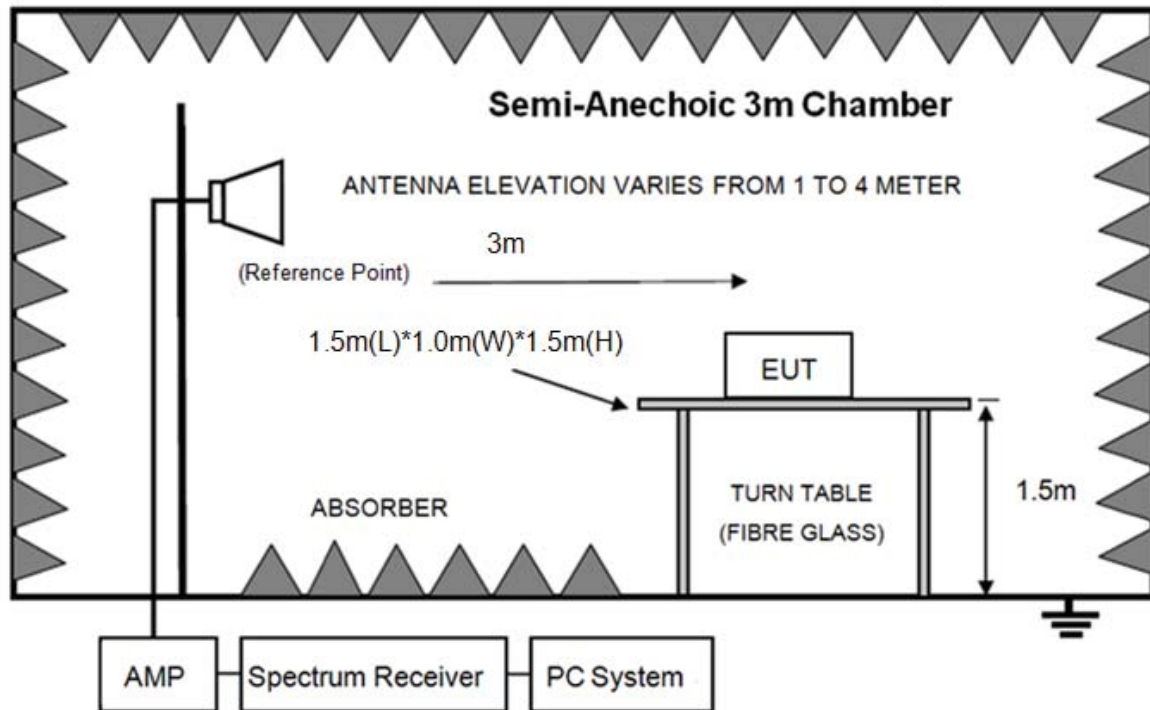 Semi-Anechoic 3m Chamber
ANTENNA ELEVATION VARIES FROM 1 TO 4 METER
3m
(Reference Point)
1.5m(L)*1.0m(W)*1.5m(H)
EUT
ABSORBER
TURN TABLE
(FIBRE GLASS)
1.5m
AMP
Spectrum Receiver
PC System